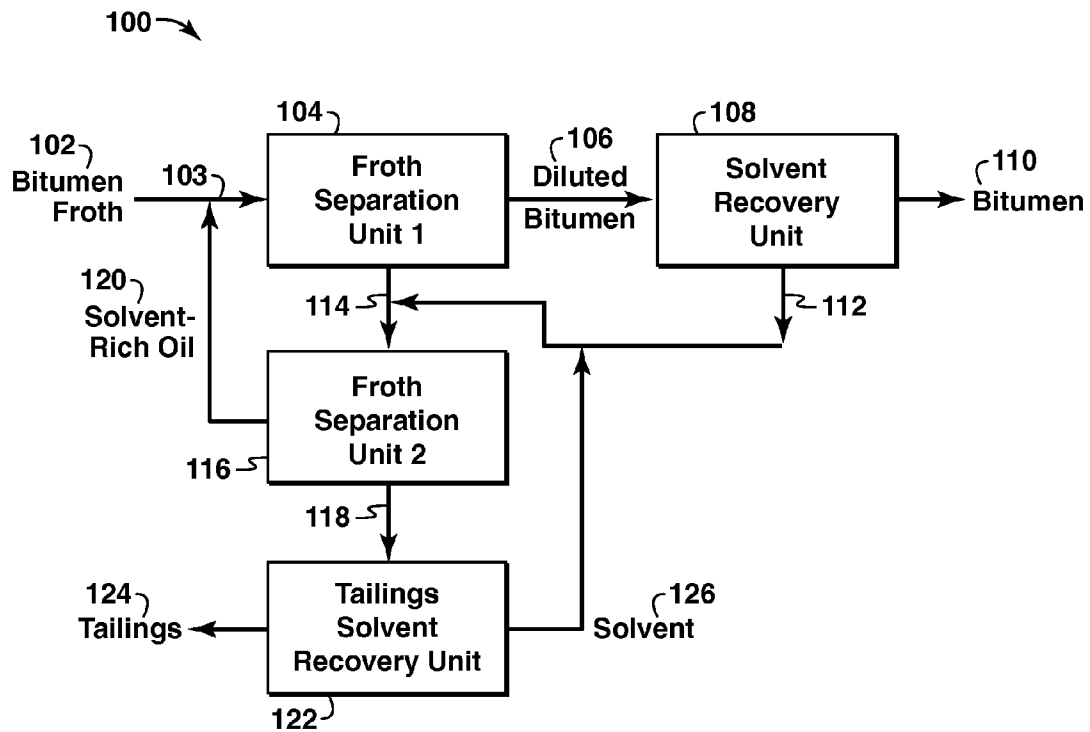 100
104
Froth
Separation
Unit 1
108
Solvent
Recovery
Unit
102
Bitumen
Froth
103
106
Diluted
Bitumen
110
Bitumen
120
Solvent-
Rich Oil
114
112
Froth
Separation
Unit 2
116
118
124
Tailings
Tailings
Solvent
Recovery Unit
126
Solvent
122